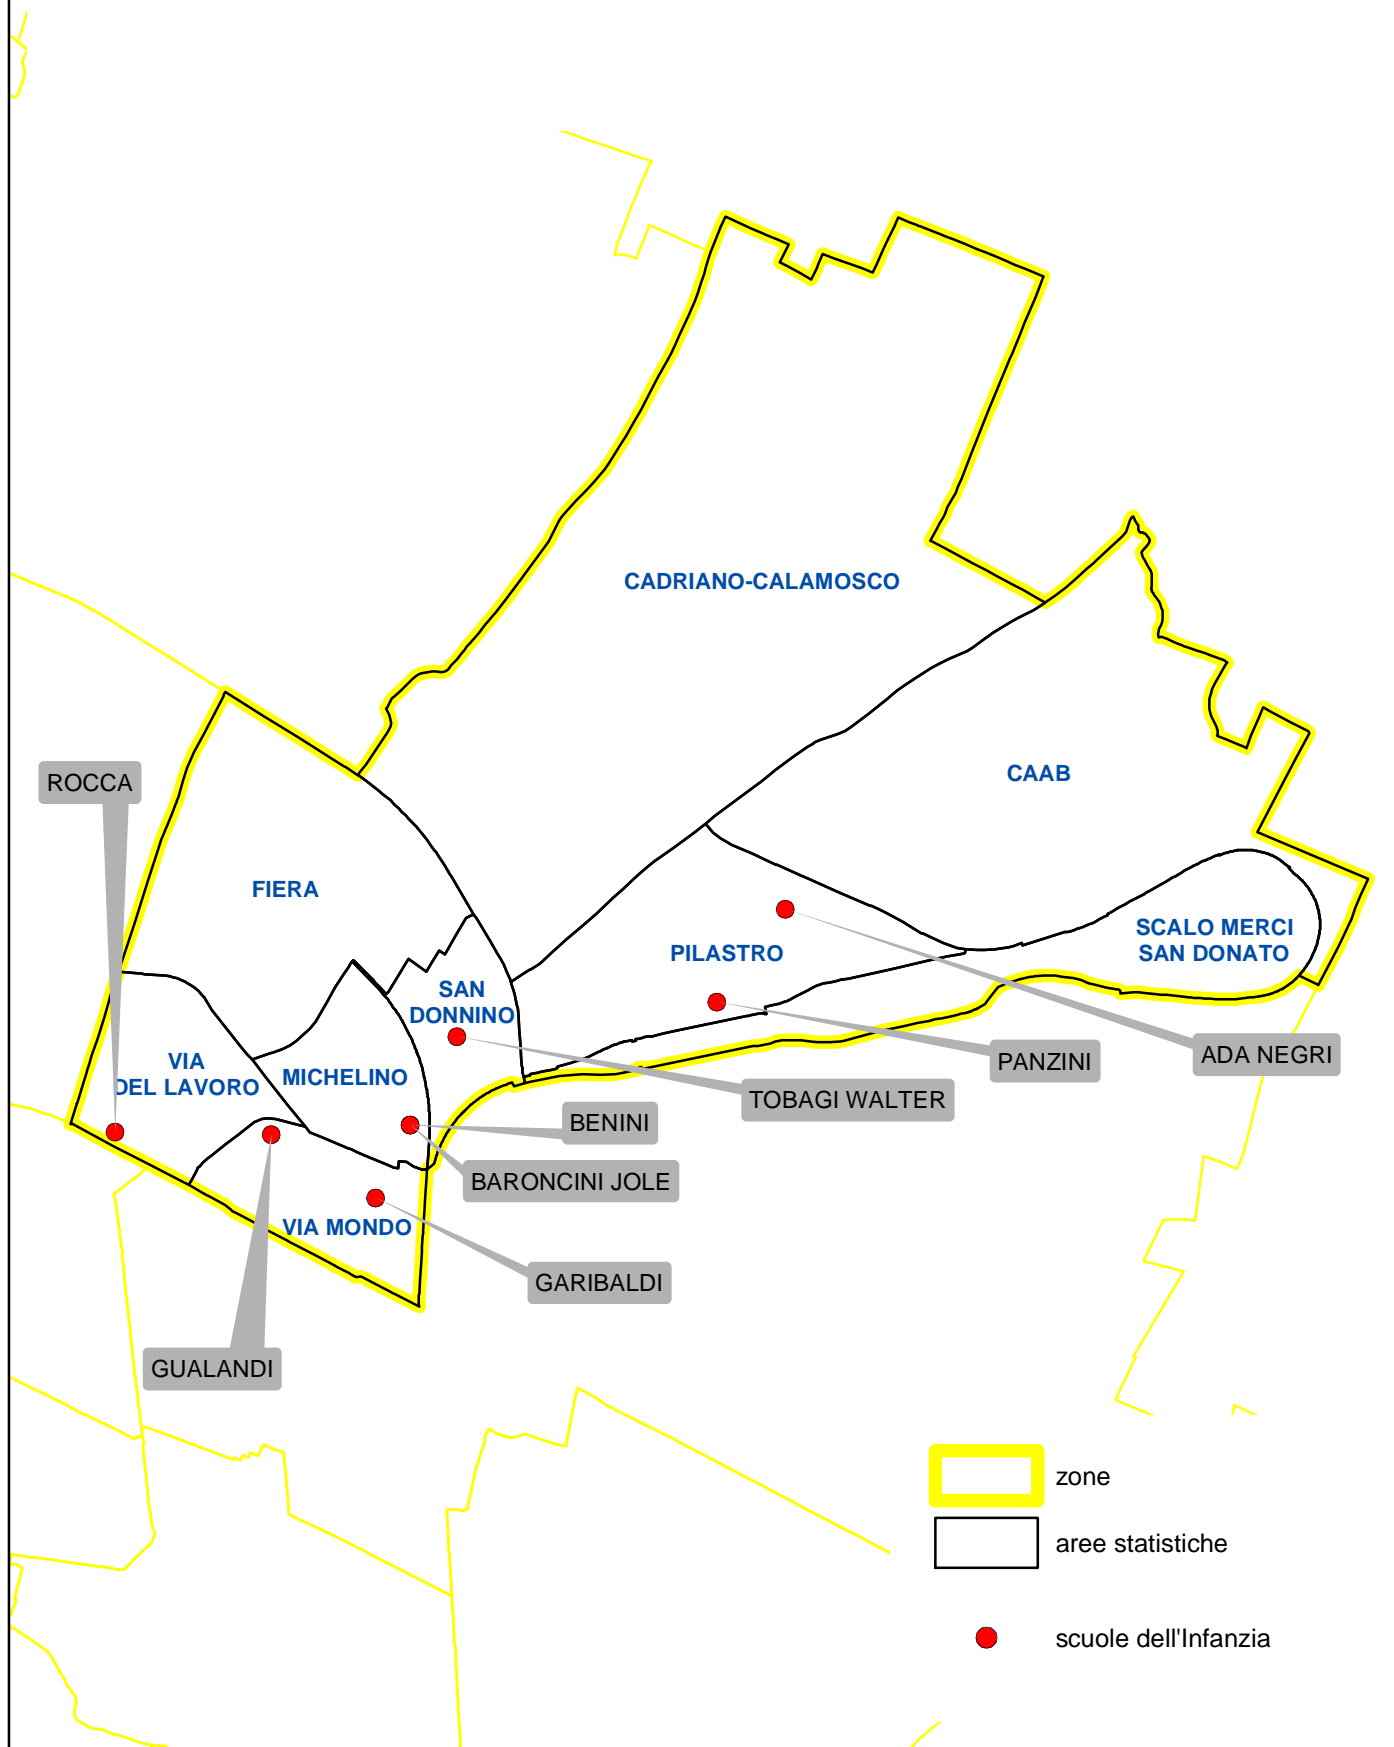 CADRIANO-CALAMOSCO
CAAB
ROCCA
FIERA
SCALO MERCI
SAN DONATO
PILASTRO
SAN
DONNINO
VIA
DEL LAVORO
MICHELINO
PANZINI
ADA NEGRI
TOBAGI WALTER
BENINI
BARONCINI JOLE
VIA MONDO
GARIBALDI
GUALANDI
zone
aree statistiche
scuole dell'Infanzia